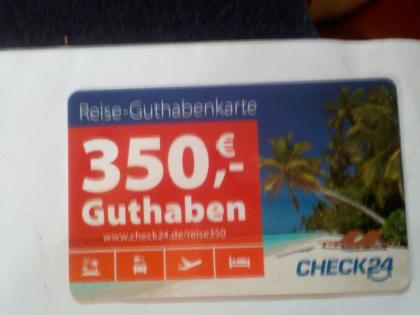 Reise-Guthabenkarte
350,-€
Guthaben
www.check24.de/reise350
CHECK24